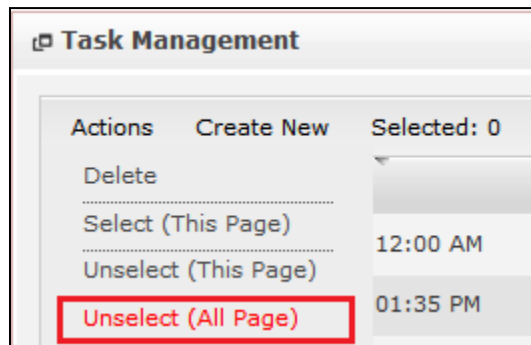 Task Management
Actions Create New Selected: 0
Delete
Select (This Page)
12:00 AM
Unselect (This Page)
01:35 PM
Unselect (All Page)